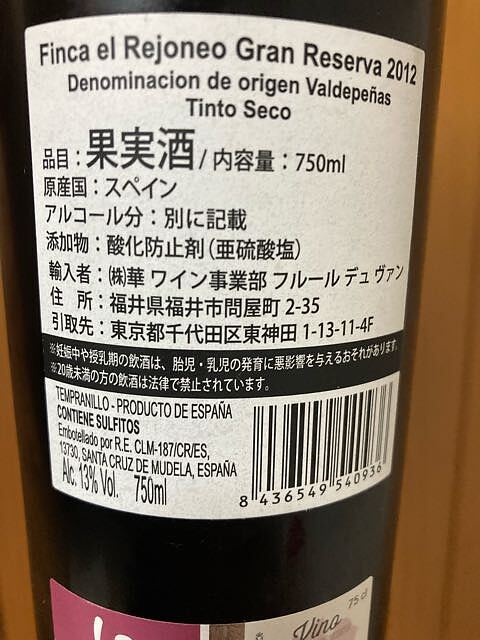 Finca el Rejoneo Gran Reserva 2012
Denominacion de origen Valdepeñas
Tinto Seco
品目：果実酒 / 内容量：750ml
原産国：スペイン
アルコール分：別に記載
添加物：酸化防止剤（亜硫酸塩）
輸入者：㈱華 ワイン事業部 フルール デュ ヴァン
住　所：福井県福井市問屋町 2-35
引取先：東京都千代田区東神田 1-13-11-4F
※妊娠中や授乳期の飲酒は、胎児・乳児の発育に悪影響を与えるおそれがあります。
※20歳未満の方の飲酒は法律で禁止されています。
TEMPRANILLO - PRODUCTO DE ESPAÑA
CONTIENE SULFITOS
Embotellado por R.E. CLM-187/CR/ES,
13730, SANTA CRUZ DE MUDELA, ESPAÑA
Alc. 13% Vol. 750ml
8 436549 540936
Vino
75 cl